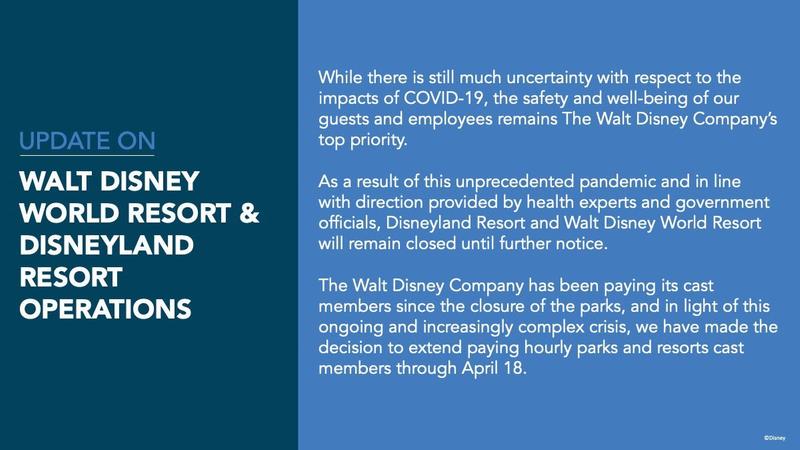 UPDATE ON
WALT DISNEY
WORLD RESORT &
DISNEYLAND
RESORT
OPERATIONS
While there is still much uncertainty with respect to the
impacts of COVID-19, the safety and well-being of our
guests and employees remains The Walt Disney Company's
top priority.
As a result of this unprecedented pandemic and in line
with direction provided by health experts and government
officials, Disneyland Resort and Walt Disney World Resort
will remain closed until further notice.
The Walt Disney Company has been paying its cast
members since the closure of the parks, and in light of this
ongoing and increasingly complex crisis, we have made the
decision to extend paying hourly parks and resorts cast
members through April 18.
©Disney